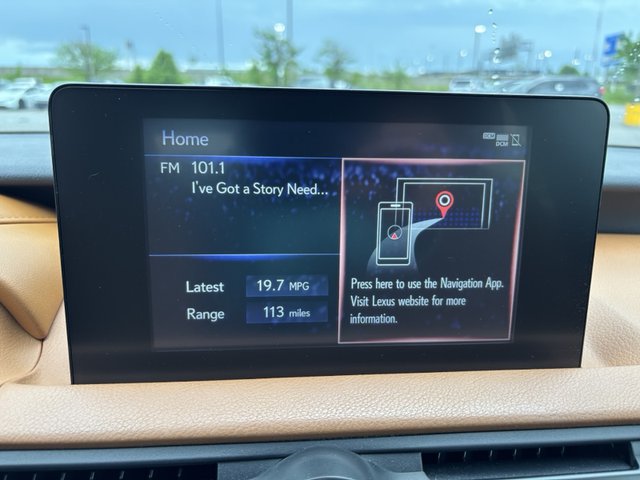 Home
DCM
DCM
FM 101.1
I've Got a Story Need...
Latest 19.7 MPG
Range 113 miles
Press here to use the Navigation App.
Visit Lexus website for more
information.